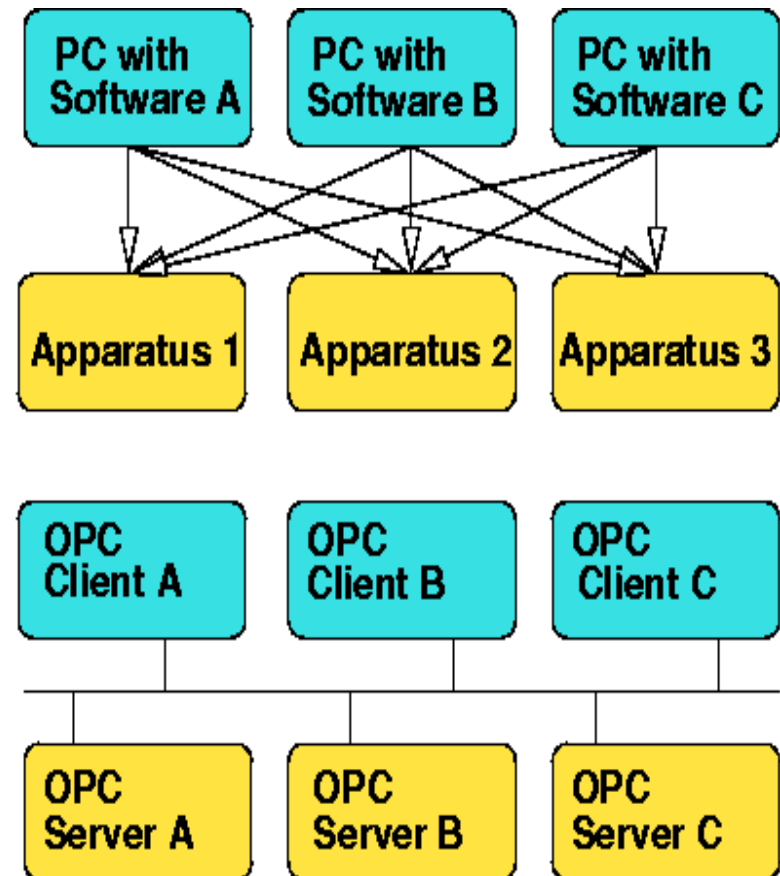 PC with
Software A
PC with
Software B
PC with
Software C
Apparatus 1
Apparatus 2
Apparatus 3
OPC
Client A
OPC
Client B
OPC
Client C
OPC
Server A
OPC
Server B
OPC
Server C